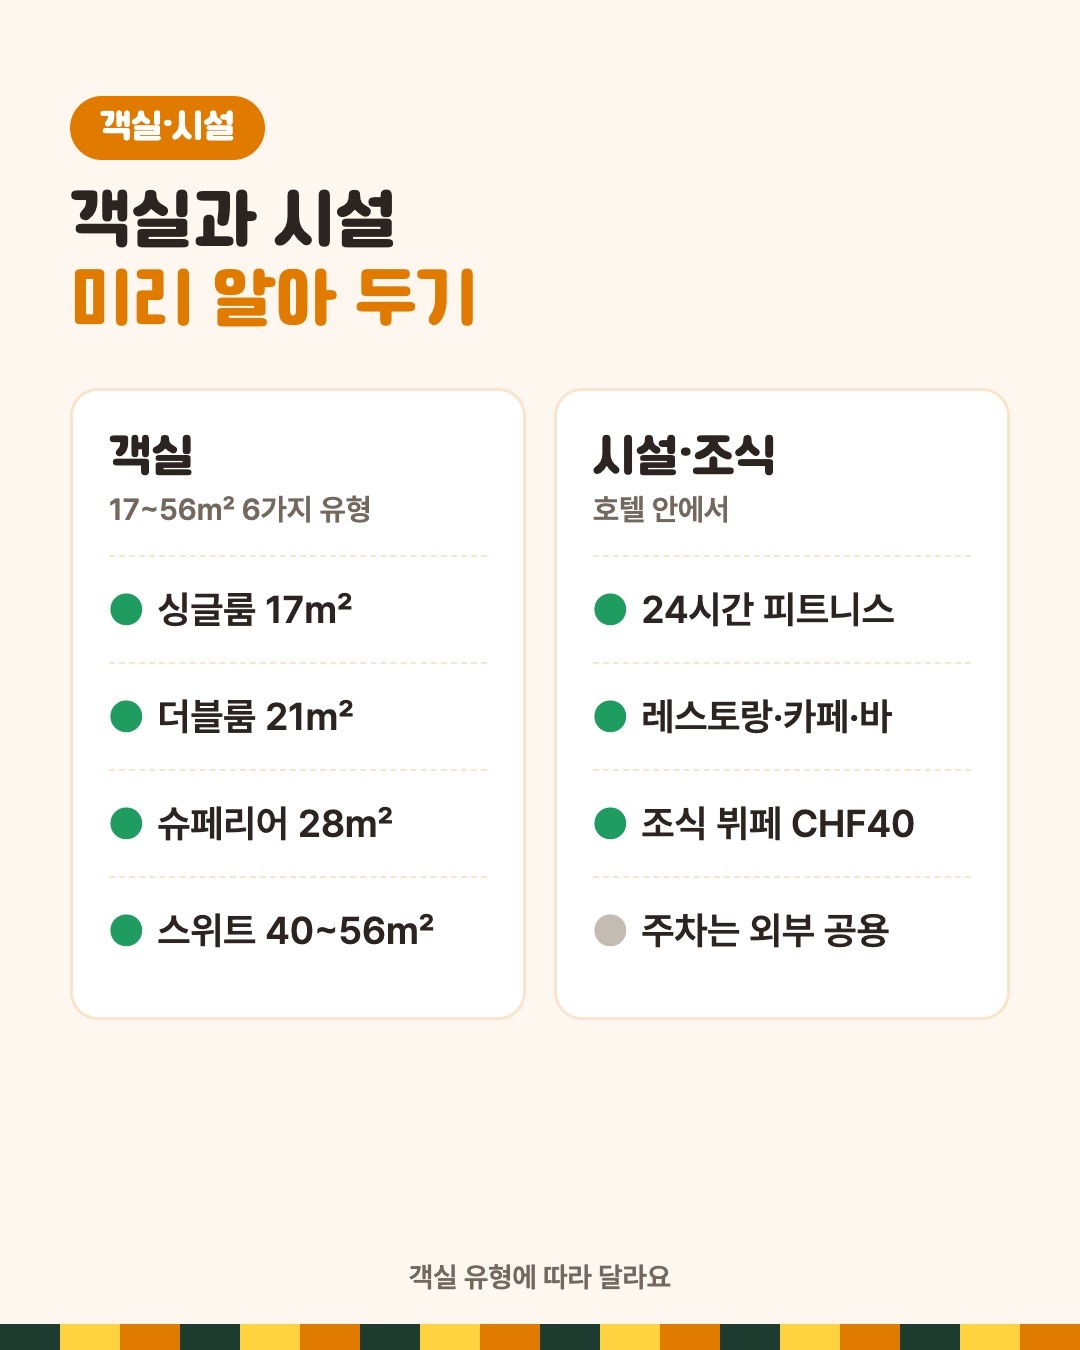 객실·시설
객실과 시설
미리 알아 두기
객실
17~56m² 6가지 유형
싱글룸 17m²
더블룸 21m²
슈페리어 28m²
스위트 40~56m²
시설·조식
호텔 안에서
24시간 피트니스
레스토랑·카페·바
조식 뷔페 CHF40
주차는 외부 공용
객실 유형에 따라 달라요